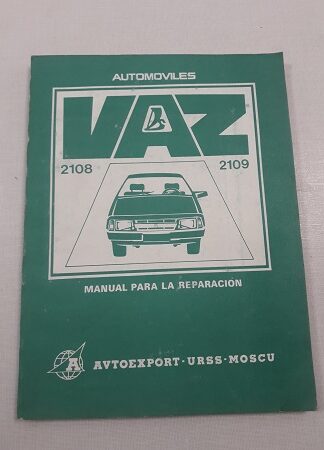 AUTOMOVILES
VAZ
2108 2109
MANUAL PARA LA REPARACION
A AVTOEXPORT-URSS-MOSCU